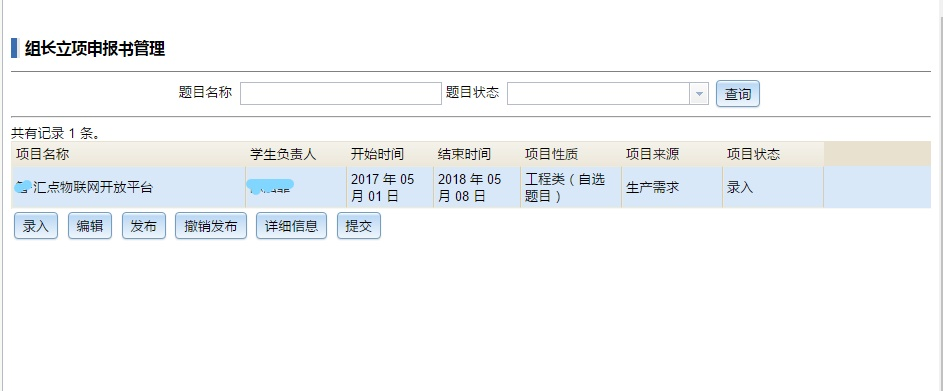 组长立项申报书管理
题目名称 题目状态 查询
共有记录 1 条。
项目名称 学生负责人 开始时间 结束时间 项目性质 项目来源 项目状态
汇点物联网开放平台 2017 年 05 2018 年 05 工程类（自选 生产需求 录入
月 01 日 月 08 日 题目）
录入 编辑 发布 撤销发布 详细信息 提交